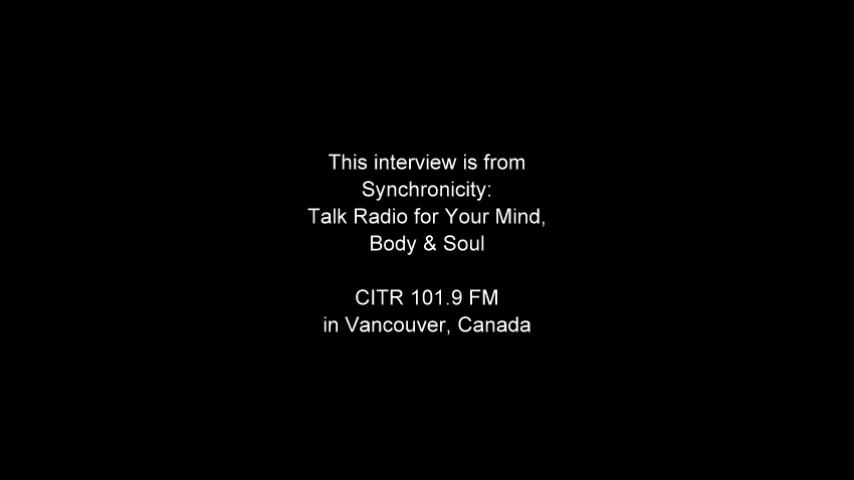 This interview is from
Synchronicity:
Talk Radio for Your Mind,
Body & Soul
CITR 101.9 FM
in Vancouver, Canada